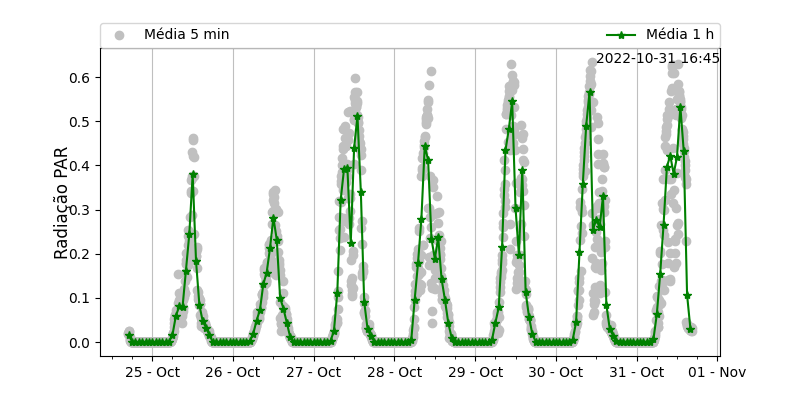 Média 5 min
Média 1 h
2022-10-31 16:45
Radiação PAR
0.6
0.5
0.4
0.3
0.2
0.1
0.0
25 - Oct
26 - Oct
27 - Oct
28 - Oct
29 - Oct
30 - Oct
31 - Oct
01 - Nov